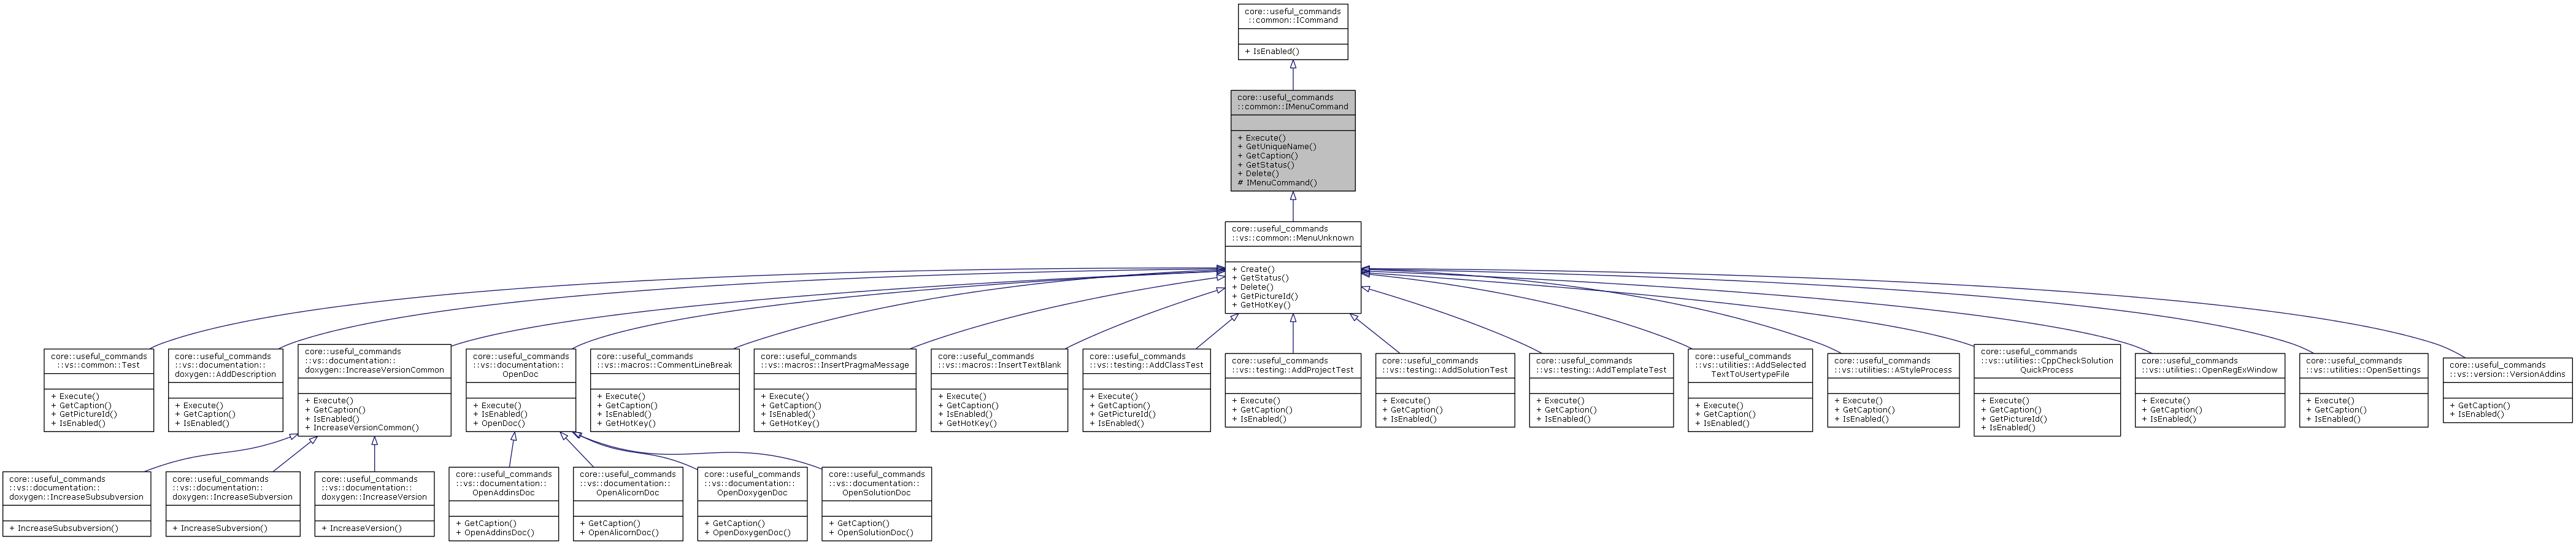 core::useful_commands
::common::ICommand
+ IsEnabled()
core::useful_commands
::common::IMenuCommand
+ Execute()
+ GetUniqueName()
+ GetCaption()
+ GetStatus()
+ Delete()
# IMenuCommand()
core::useful_commands
::vs::common::MenuUnknown
+ Create()
+ GetStatus()
+ Delete()
+ GetPictureId()
+ GetHotKey()
core::useful_commands
::vs::common::Test
+ Execute()
+ GetCaption()
+ GetPictureId()
+ IsEnabled()
core::useful_commands
::vs::documentation::
doxygen::AddDescription
+ Execute()
+ GetCaption()
+ IsEnabled()
core::useful_commands
::vs::documentation::
doxygen::IncreaseVersionCommon
+ Execute()
+ GetCaption()
+ IsEnabled()
+ IncreaseVersionCommon()
core::useful_commands
::vs::documentation::
OpenDoc
+ Execute()
+ IsEnabled()
+ OpenDoc()
core::useful_commands
::vs::macros::CommentLineBreak
+ Execute()
+ GetCaption()
+ IsEnabled()
+ GetHotKey()
core::useful_commands
::vs::macros::InsertPragmaMessage
+ Execute()
+ GetCaption()
+ IsEnabled()
+ GetHotKey()
core::useful_commands
::vs::macros::InsertTextBlank
+ Execute()
+ GetCaption()
+ IsEnabled()
+ GetHotKey()
core::useful_commands
::vs::testing::AddClassTest
+ Execute()
+ GetCaption()
+ GetPictureId()
+ IsEnabled()
core::useful_commands
::vs::testing::AddProjectTest
+ Execute()
+ GetCaption()
+ IsEnabled()
core::useful_commands
::vs::testing::AddSolutionTest
+ Execute()
+ GetCaption()
+ IsEnabled()
core::useful_commands
::vs::testing::AddTemplateTest
+ Execute()
+ GetCaption()
+ IsEnabled()
core::useful_commands
::vs::utilities::AddSelected
TextToUsertypeFile
+ Execute()
+ GetCaption()
+ IsEnabled()
core::useful_commands
::vs::utilities::AStyleProcess
+ Execute()
+ GetCaption()
+ IsEnabled()
core::useful_commands
::vs::utilities::CppCheckSolution
QuickProcess
+ Execute()
+ GetCaption()
+ GetPictureId()
+ IsEnabled()
core::useful_commands
::vs::utilities::OpenRegExWindow
+ Execute()
+ GetCaption()
+ IsEnabled()
core::useful_commands
::vs::utilities::OpenSettings
+ Execute()
+ GetCaption()
+ IsEnabled()
core::useful_commands
::vs::version::VersionAddins
+ GetCaption()
+ IsEnabled()
core::useful_commands
::vs::documentation::
doxygen::IncreaseSubsubversion
+ IncreaseSubsubversion()
core::useful_commands
::vs::documentation::
doxygen::IncreaseSubversion
+ IncreaseSubversion()
core::useful_commands
::vs::documentation::
doxygen::IncreaseVersion
+ IncreaseVersion()
core::useful_commands
::vs::documentation::
OpenAddinsDoc
+ GetCaption()
+ OpenAddinsDoc()
core::useful_commands
::vs::documentation::
OpenAlicornDoc
+ GetCaption()
+ OpenAlicornDoc()
core::useful_commands
::vs::documentation::
OpenDoxygenDoc
+ GetCaption()
+ OpenDoxygenDoc()
core::useful_commands
::vs::documentation::
OpenSolutionDoc
+ GetCaption()
+ OpenSolutionDoc()